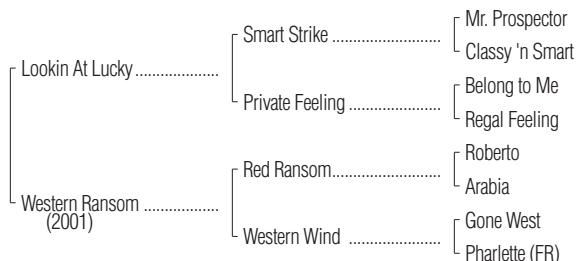 Mr. Prospector
Smart Strike ........................
Classy 'n Smart
Lookin At Lucky...................
Belong to Me
Private Feeling .....................
Regal Feeling
Roberto
Red Ransom........................
Arabia
Western Ransom .................
(2001)
Gone West
Western Wind .....................
Pharlette (FR)